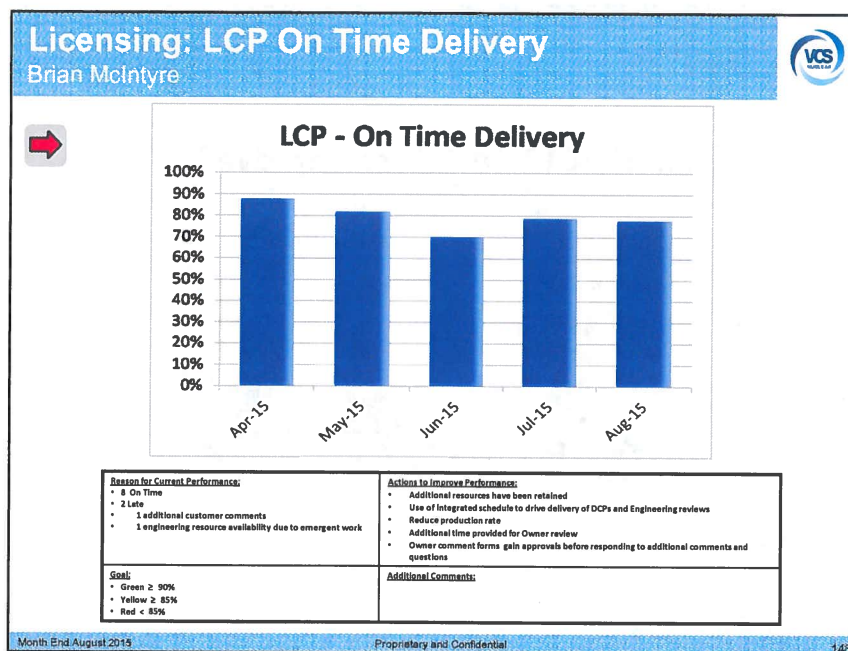 Licensing: LCP On Time Delivery
Brian McIntyre
VCS
NUCLEAR
LCP - On Time Delivery
100%
90%
80%
70%
60%
50%
40%
30%
20%
10%
0%
Apr-15
May-15
Jun-15
Jul-15
Aug-15
Reason for Current Performance:
• 8 On Time
• 2 Late
• 1 additional customer comments
• 1 engineering resource availability due to emergent work
Actions to Improve Performance:
• Additional resources have been retained
• Use of integrated schedule to drive delivery of DCPs and Engineering reviews
• Reduce production rate
• Additional time provided for Owner review
• Owner comment forms gain approvals before responding to additional comments and
questions
Goal:
• Green ≥ 90%
• Yellow ≥ 85%
• Red < 85%
Additional Comments:
Month End August 2015
Proprietary and Confidential